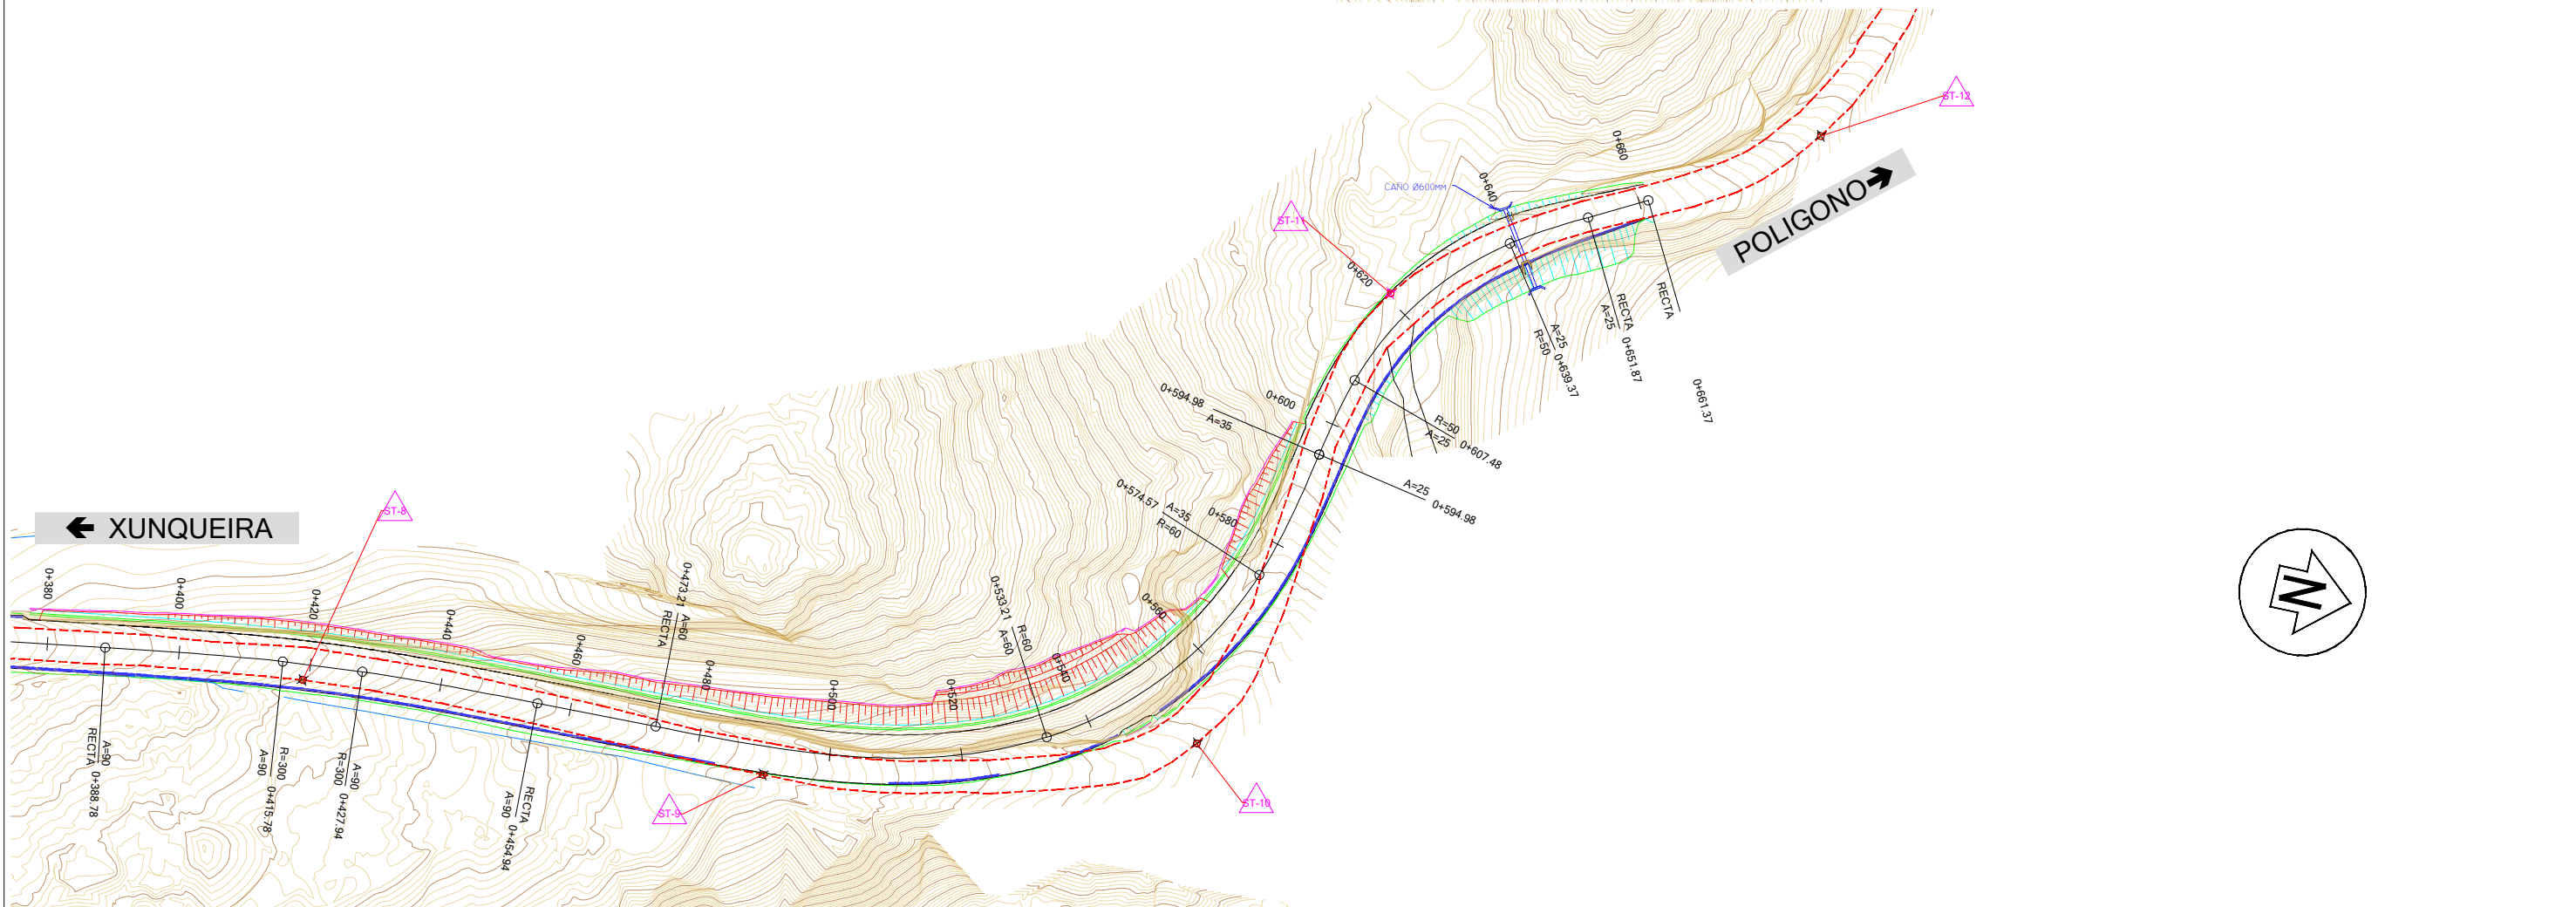 ST-12
0+660
POLIGONO
CAÑO Ø600MM
0+640
ST-11
0+620
RECTA
RECTA
A=25
0+651.87
A=25
R=50
0+639.37
0+661.37
0+594.98
A=35
0+600
R=50
A=25
0+607.48
A=25
0+594.98
0+574.57
A=35
R=60
0+580
XUNQUEIRA
ST-8
N
0+380
0+400
0+420
0+440
0+460
0+473.21
A=60
RECTA
0+480
0+500
0+520
0+533.21
R=60
A=60
0+540
0+560
A=90
RECTA
0+388.78
R=300
A=90
0+415.78
A=90
R=300
0+427.94
RECTA
A=90
0+454.94
ST-9
ST-10